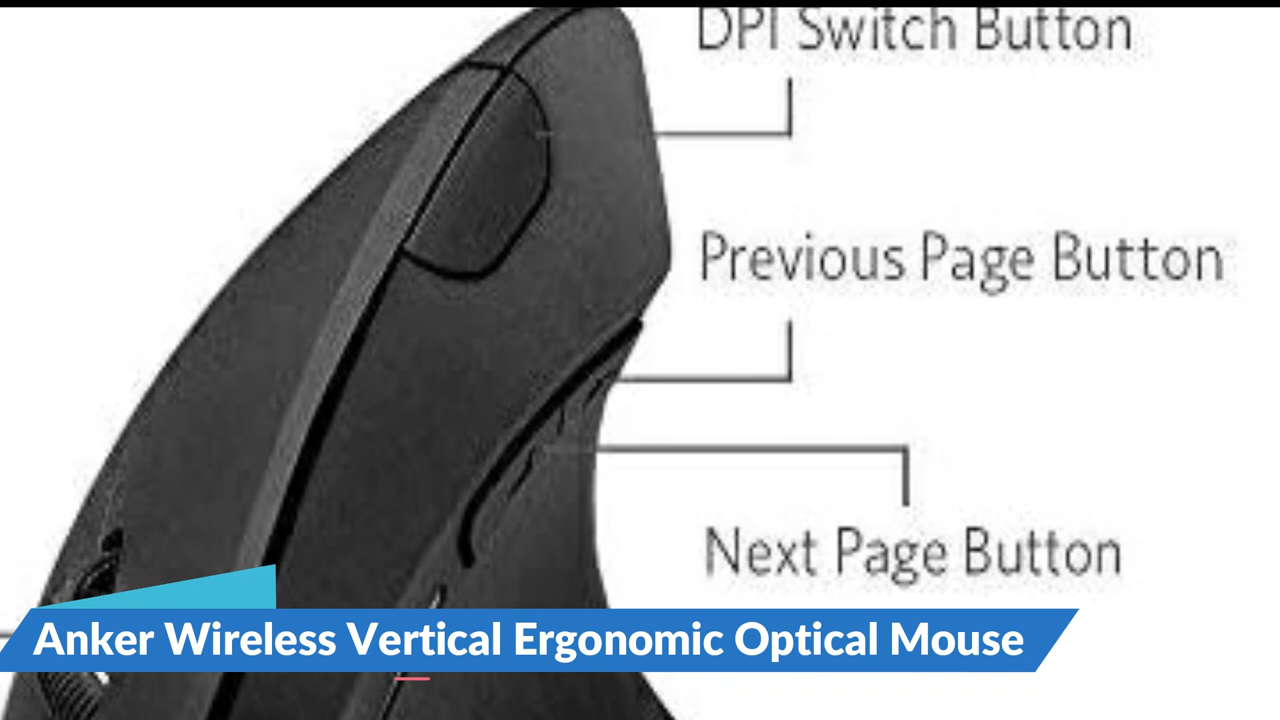 DPI Switch Button
Previous Page Button
Next Page Button
Anker Wireless Vertical Ergonomic Optical Mouse